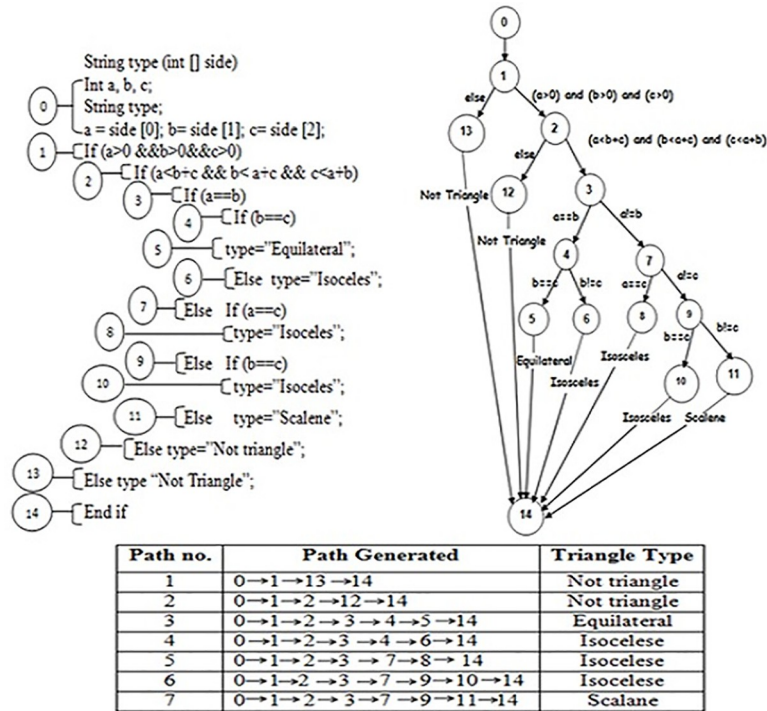 String type (int [] side)
0 Int a, b, c;
String type;
a = side [0]; b= side [1]; c= side [2];
1 If (a>0 &&b>0&&c>0)
2 If (a<b+c && b< a+c && c<a+b)
3 If (a==b)
4 If (b==c)
5 type="Equilateral";
6 Else type="Isoceles";
7 Else If (a==c)
8 type="Isoceles";
9 Else If (b==c)
10 type="Isoceles";
11 Else type="Scalene";
12 Else type="Not triangle";
13 Else type "Not Triangle";
14 End if
0
1
else (a>0) and (b>0) and (c>0)
13 2
else (a<b+c) and (b<a+c) and (c<a+b)
Not Triangle 12 3
Not Triangle a==b a!=b
4 7
b==c b!=c a==c a!=c
5 6 8 9
b==c b!=c
Equilateral Isosceles Isosceles 10 11
Isosceles Scalene
14
Path no. Path Generated Triangle Type
1 0→1→13→14 Not triangle
2 0→1→2→12→14 Not triangle
3 0→1→2→3→4→5→14 Equilateral
4 0→1→2→3→4→6→14 Isocelese
5 0→1→2→3→7→8→14 Isocelese
6 0→1→2→3→7→9→10→14 Isocelese
7 0→1→2→3→7→9→11→14 Scalane